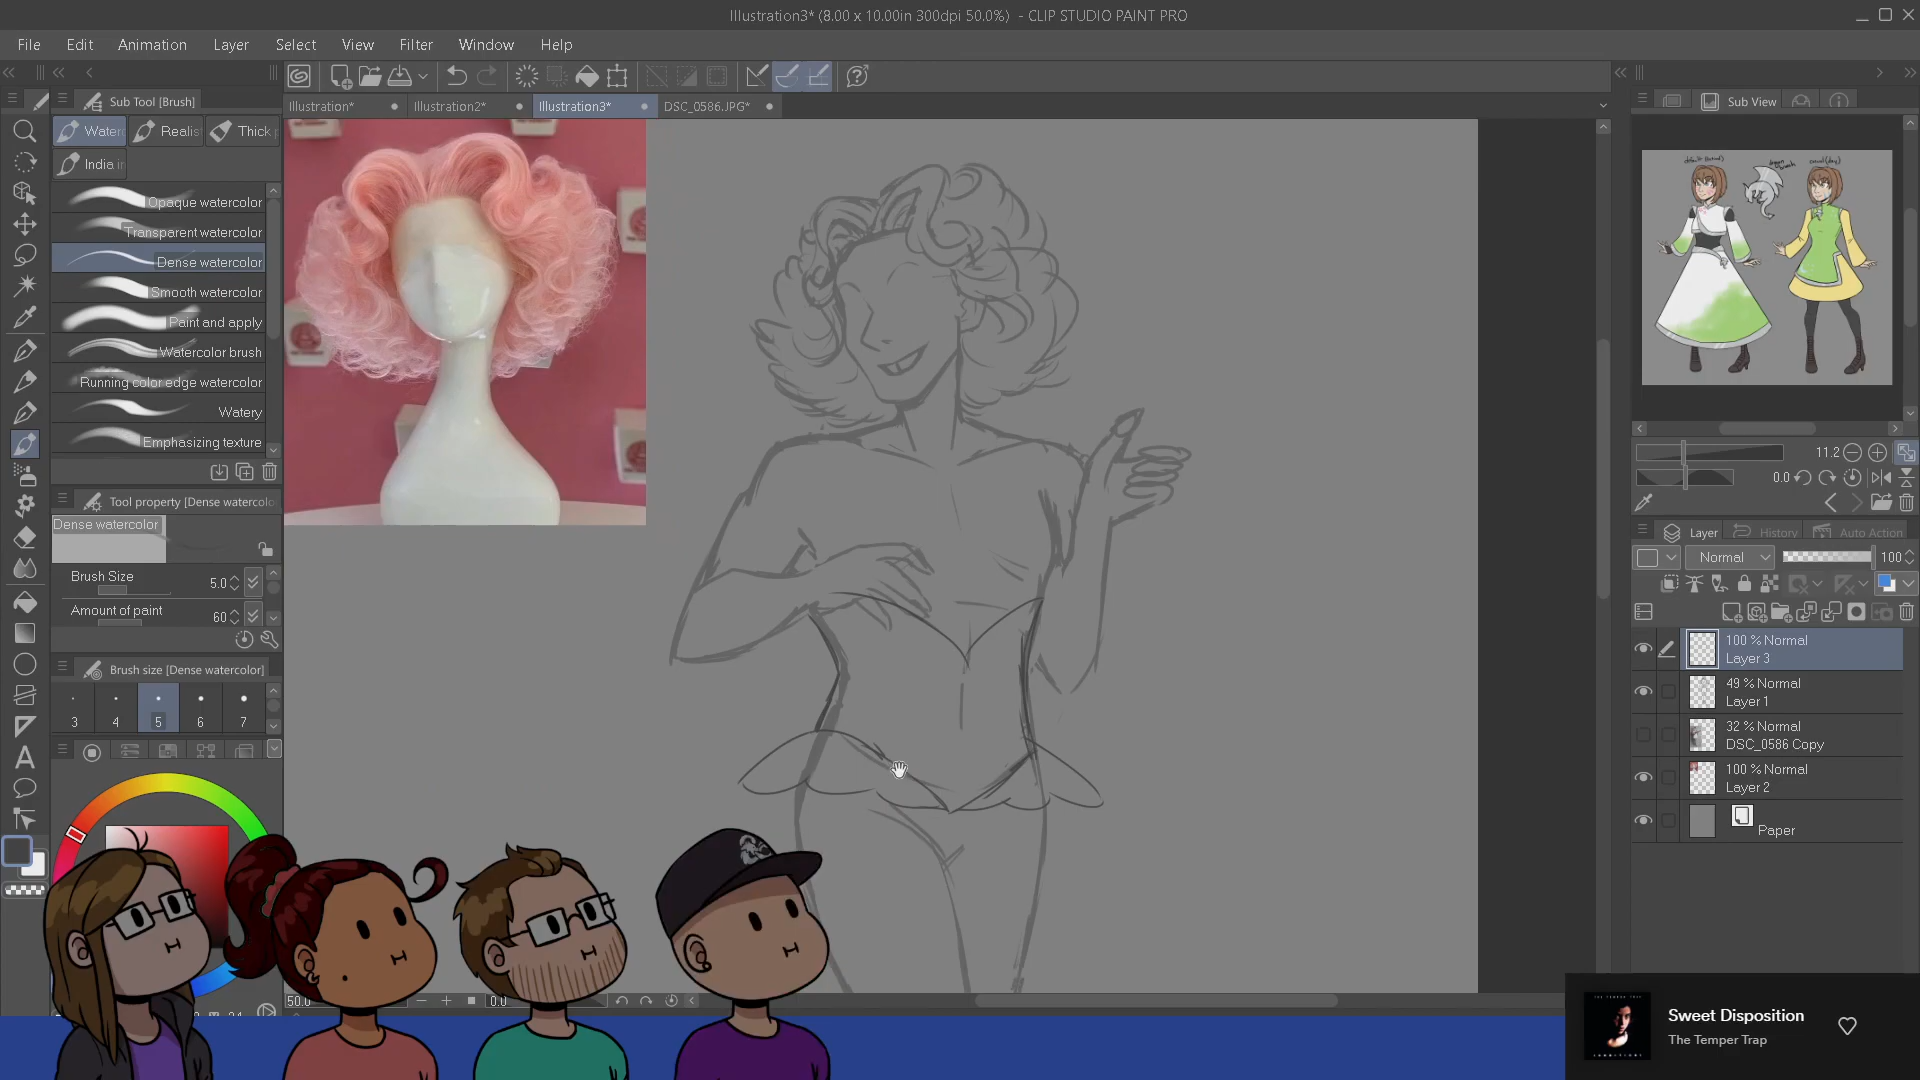 Illustration3* (8.00 x 10.00in 300dpi 50.0%) - CLIP STUDIO PAINT PRO
File Edit Animation Layer Select View Filter Window Help
Sub Tool [Brush]
Illustration* Illustration2* Illustration3* DSC_0586.JPG*
Sub View
Waterc Realis Thick
India in
Opaque watercolor
Transparent watercolor
Dense watercolor
Smooth watercolor
Paint and apply
Watercolor brush
Running color edge watercolor
Watery
Emphasizing texture
Tool property [Dense watercolo
Dense watercolor
Brush Size 5.0
Amount of paint 60
Brush size [Dense watercolor]
3 4 5 6 7
11.2
0.0
Layer History Auto Action
Normal 100
100 % Normal
Layer 3
49 % Normal
Layer 1
32 % Normal
DSC_0586 Copy
100 % Normal
Layer 2
Paper
50.0 0.0
Sweet Disposition
The Temper Trap